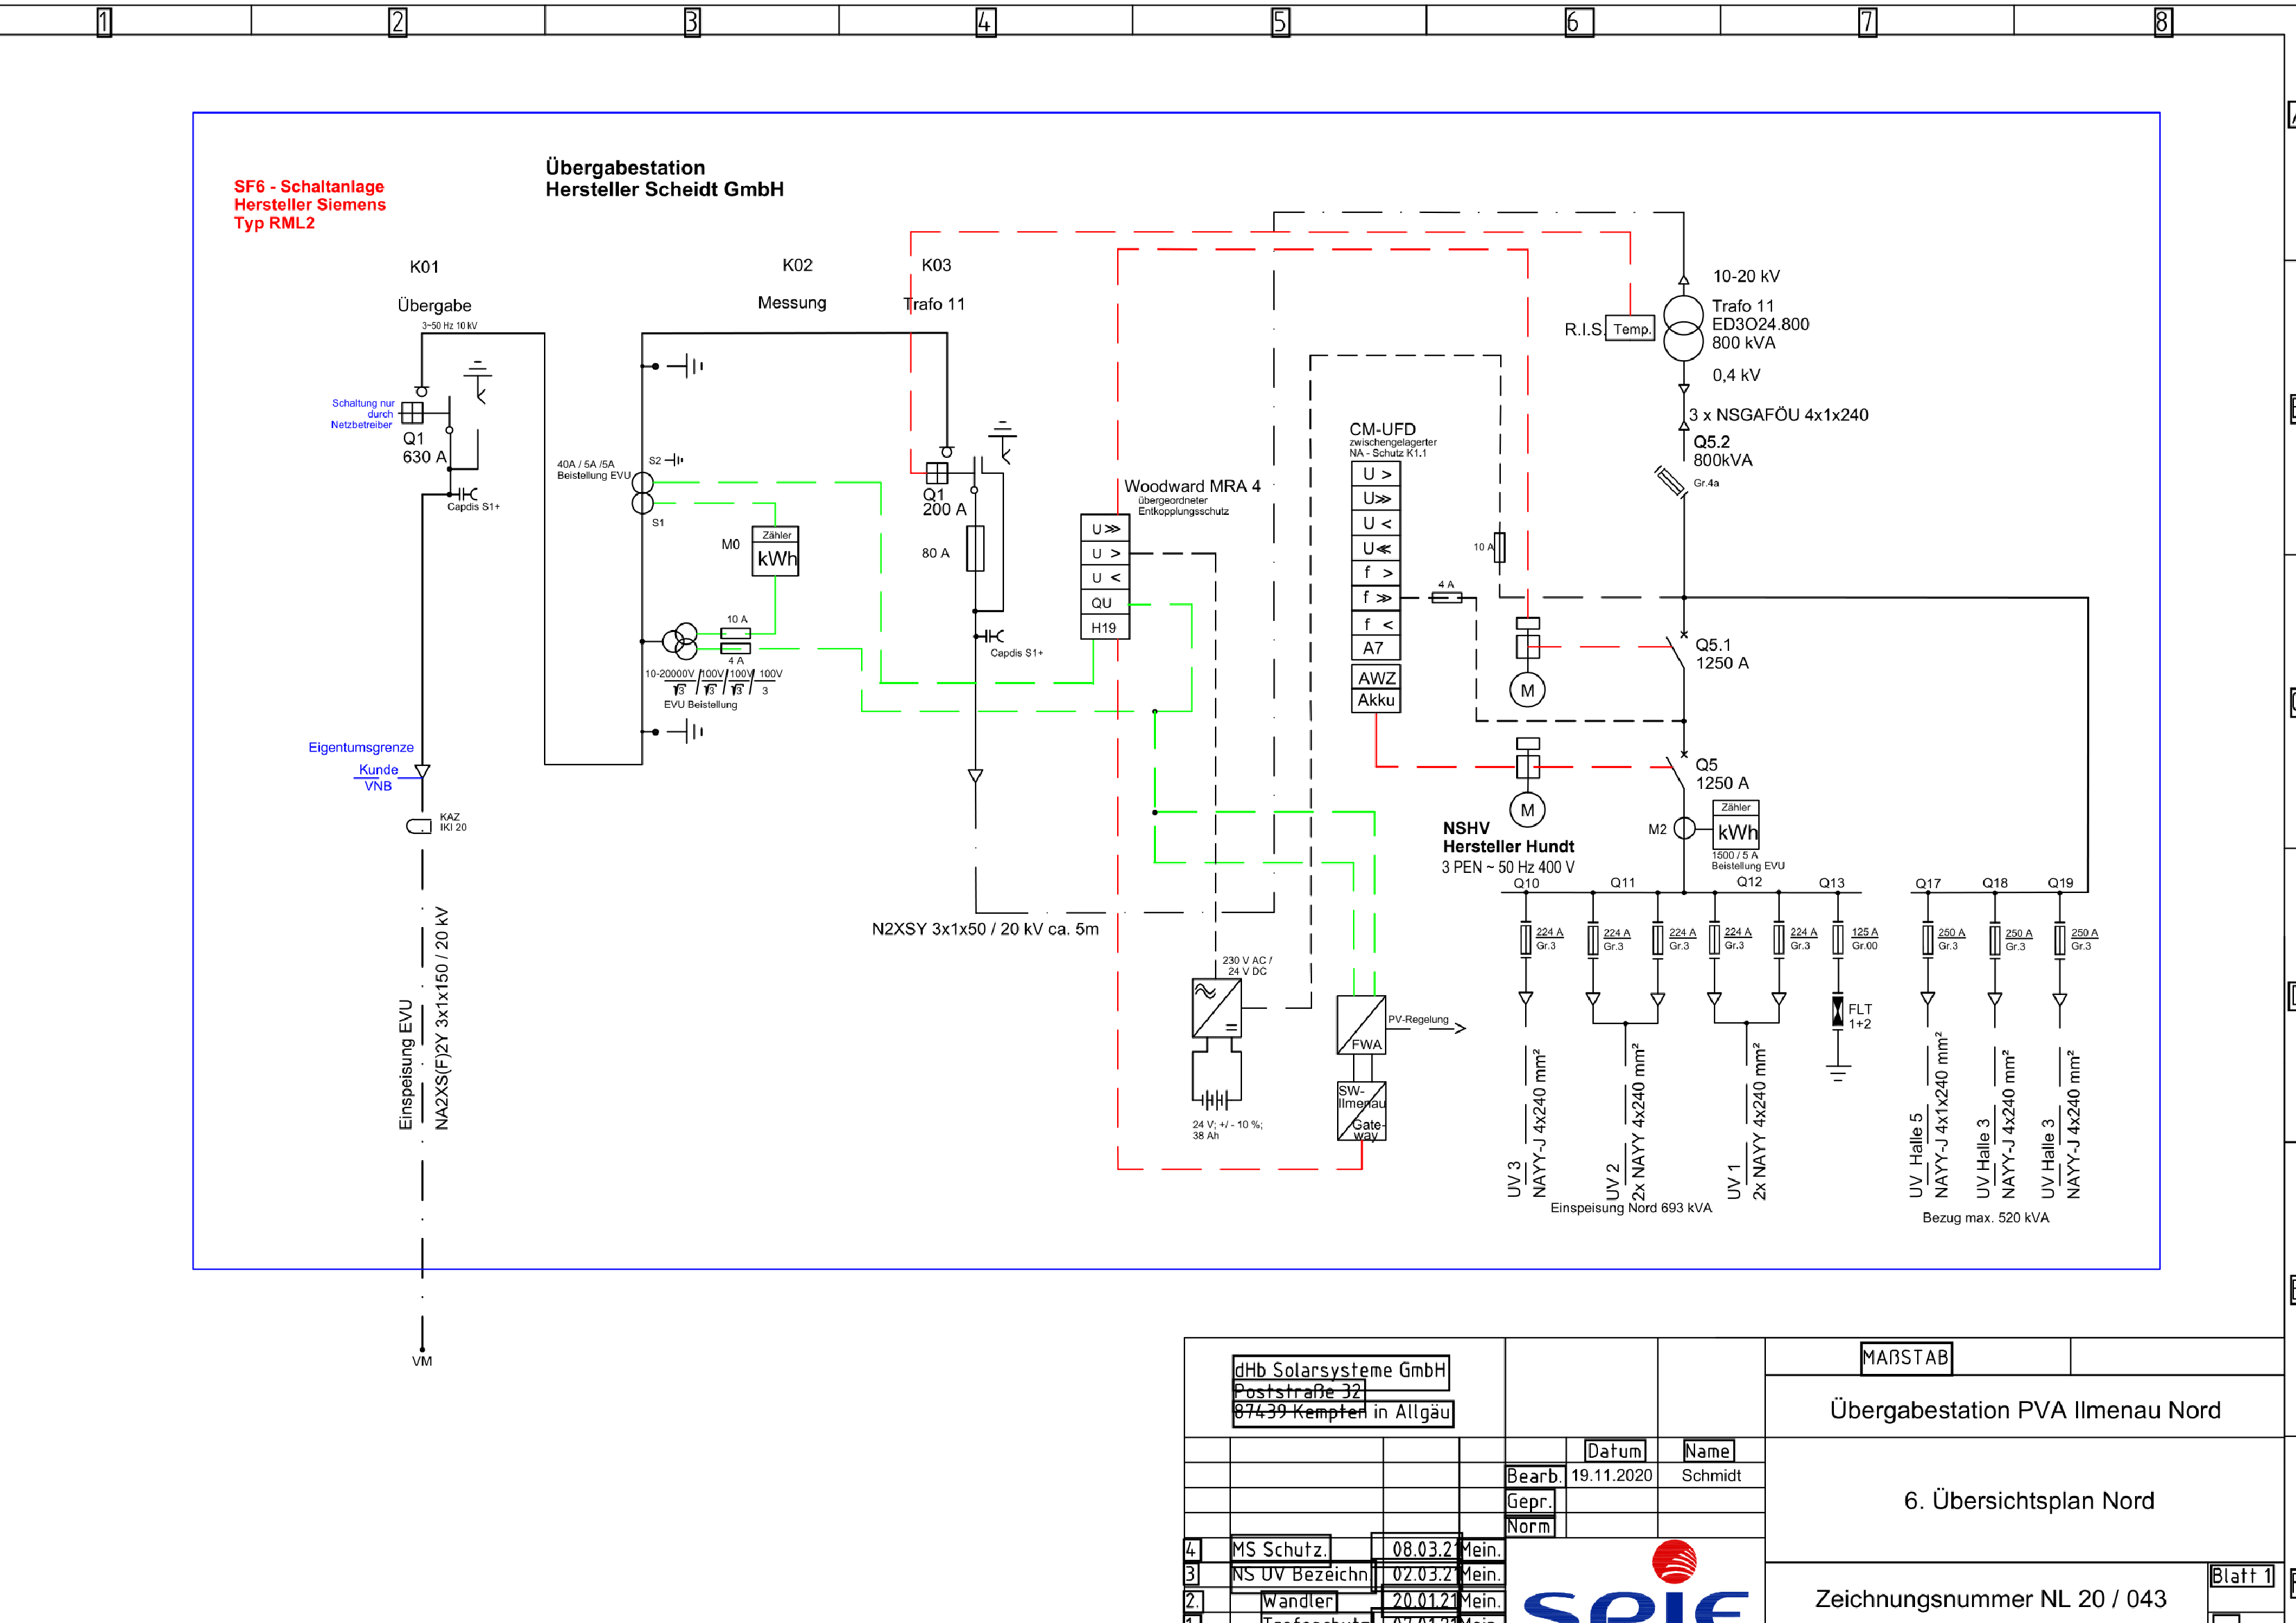 1 2 3 4 5 6 7 8
SF6 - Schaltanlage
Hersteller Siemens
Typ RML2
Übergabestation
Hersteller Scheidt GmbH
K01
Übergabe
3~50 Hz 10 kV
K02
Messung
K03
Trafo 11
Schaltung nur
durch
Netzbetreiber
Q1
630 A
Capdis S1+
40A / 5A /5A
Beistellung EVU
S2
S1
M0
Zähler
kWh
10 A
4 A
10-20000V / 100V / 100V / 100V
√3 √3 √3 3
EVU Beistellung
Eigentumsgrenze
Kunde
VNB
KAZ
IKI 20
Einspeisung EVU
NA2XS(F)2Y 3x1x150 / 20 kV
VM
Q1
200 A
80 A
Capdis S1+
N2XSY 3x1x50 / 20 kV ca. 5m
Woodward MRA 4
übergeordneter
Entkopplungsschutz
U >>
U >
U <
QU
H19
CM-UFD
zwischengelagerter
NA - Schutz K1.1
U >
U>>
U <
U<<
f >
f >>
f <
A7
AWZ
Akku
4 A
10 A
R.I.S.
Temp.
10-20 kV
Trafo 11
ED3O24.800
800 kVA
0,4 kV
3 x NSGAFÖU 4x1x240
Q5.2
800kVA
Gr.4a
Q5.1
1250 A
M
Q5
1250 A
M
M2
Zähler
kWh
1500 / 5 A
Beistellung EVU
NSHV
Hersteller Hundt
3 PEN ~ 50 Hz 400 V
Q10 Q11 Q12 Q13 Q17 Q18 Q19
224 A
Gr.3
224 A
Gr.3
224 A
Gr.3
224 A
Gr.3
224 A
Gr.3
125 A
Gr.00
250 A
Gr.3
250 A
Gr.3
250 A
Gr.3
FLT
1+2
230 V AC /
24 V DC
24 V; +/ - 10 %;
38 Ah
FWA
PV-Regelung
SW-
Ilmenau
Gate-
way
UV 3
NAYY-J 4x240 mm²
UV 2
2x NAYY 4x240 mm²
UV 1
2x NAYY 4x240 mm²
UV Halle 5
NAYY-J 4x1x240 mm²
UV Halle 3
NAYY-J 4x240 mm²
UV Halle 3
NAYY-J 4x240 mm²
Einspeisung Nord 693 kVA
Bezug max. 520 kVA
dHb Solarsysteme GmbH
Poststraße 32
87439 Kempten in Allgäu
MAßSTAB
Übergabestation PVA Ilmenau Nord
Datum Name
Bearb. 19.11.2020 Schmidt
Gepr.
Norm
6. Übersichtsplan Nord
4 MS Schutz. 08.03.21 Mein.
3 NS UV Bezeichn 02.03.21 Mein.
2. Wandler 20.01.21 Mein.
Zeichnungsnummer NL 20 / 043
Blatt 1